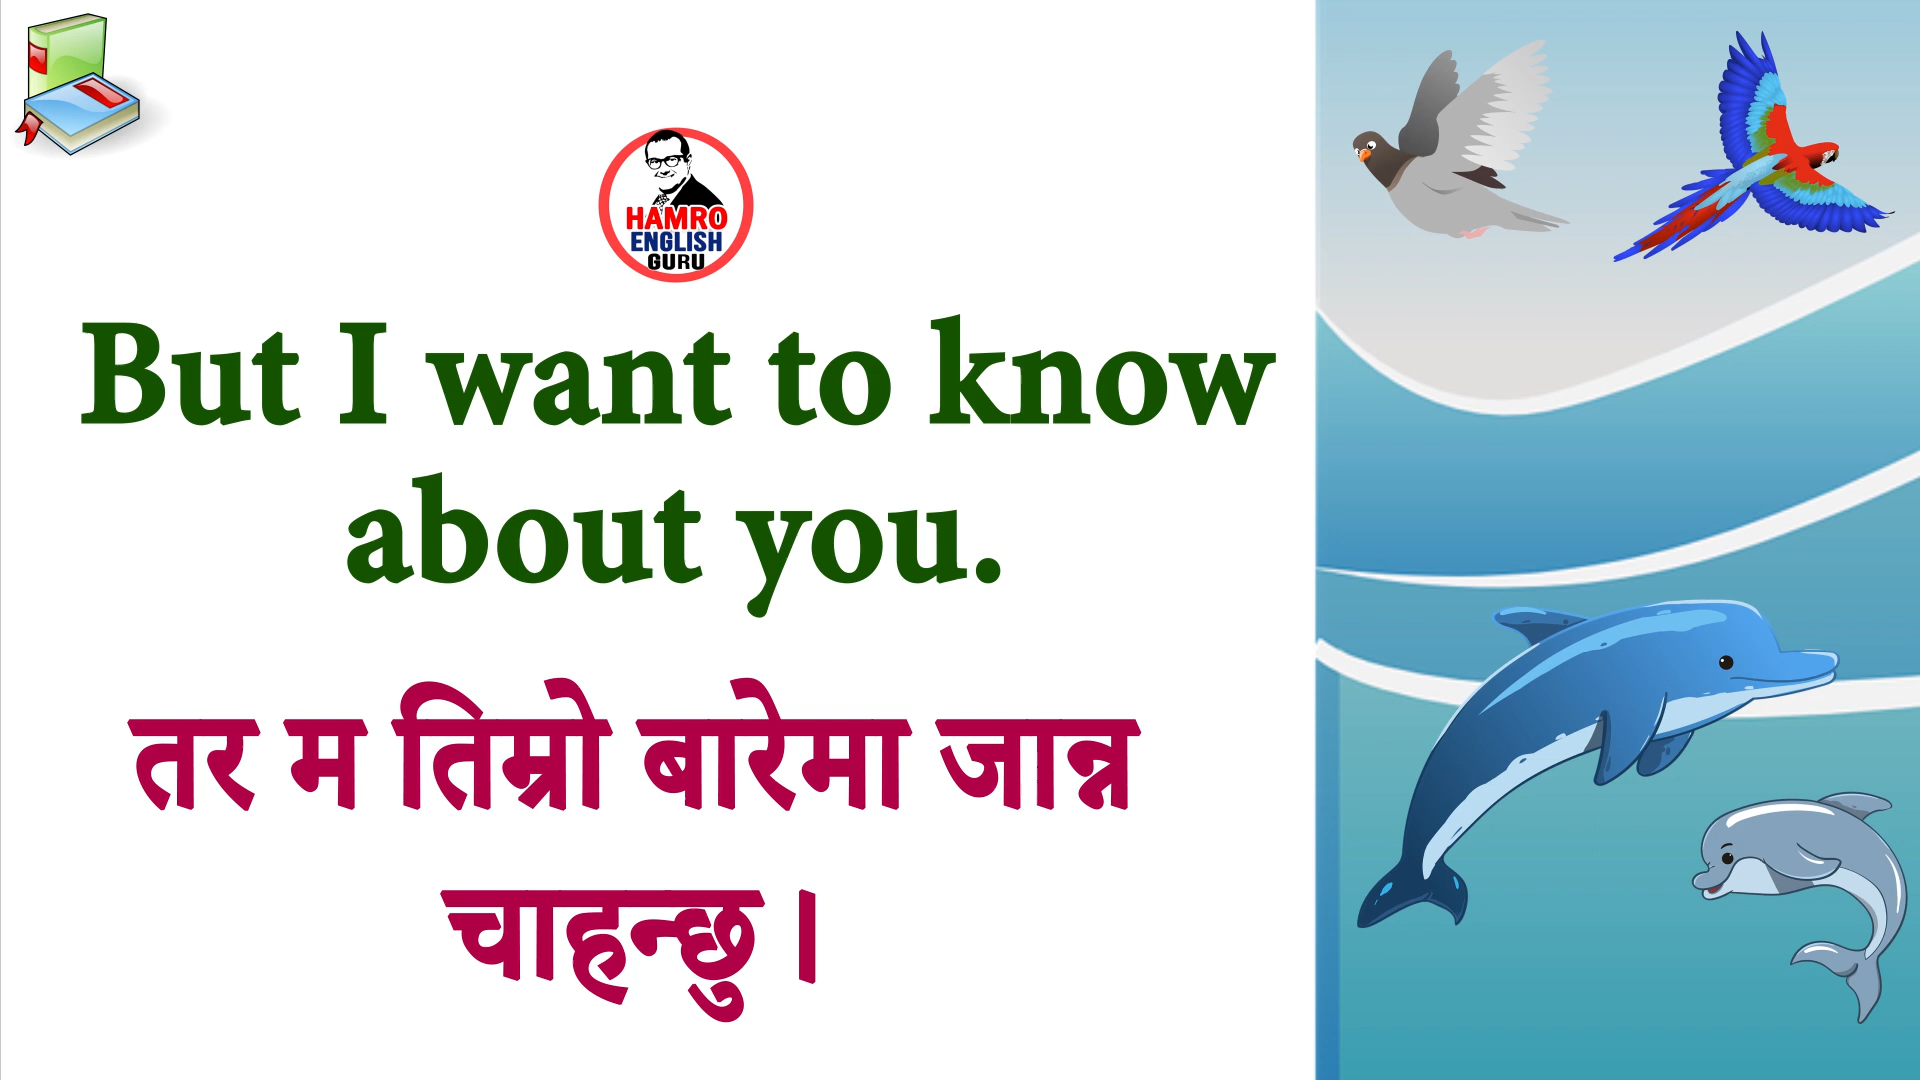 HAMRO
ENGLISH
GURU
But I want to know
about you.
तर म तिम्रो बारेमा जान्न
चाहन्छु ।